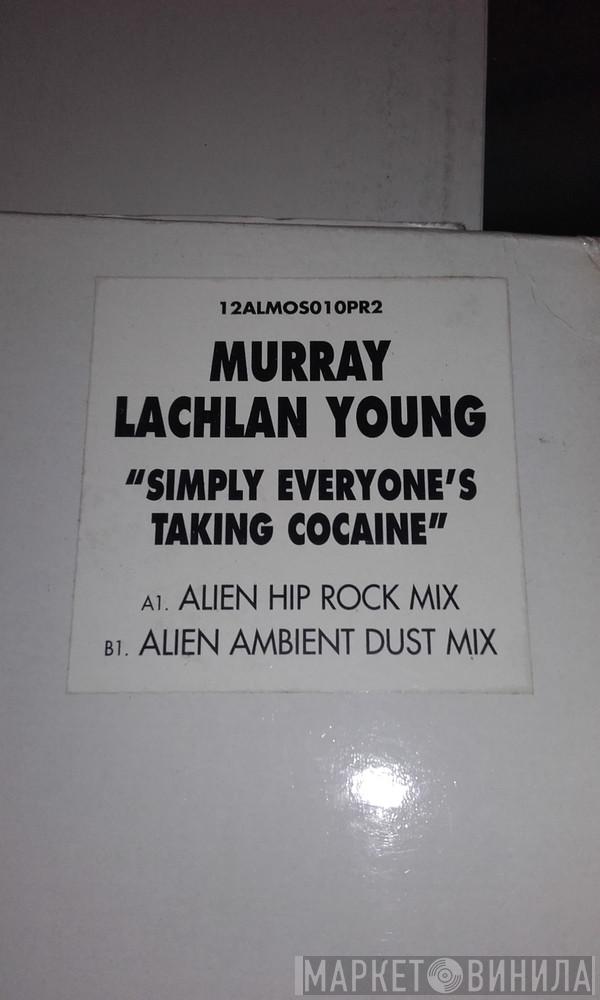 12ALMOS010PR2
MURRAY
LACHLAN YOUNG
"SIMPLY EVERYONE'S
TAKING COCAINE"
A1. ALIEN HIP ROCK MIX
B1. ALIEN AMBIENT DUST MIX
МАРКЕТ ВИНИЛА